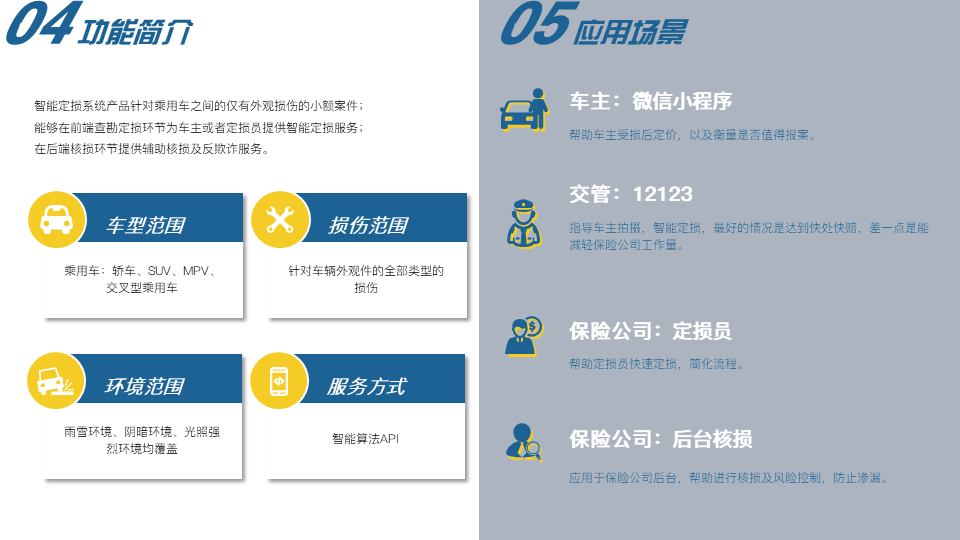 04 功能简介
智能定损系统产品针对乘用车之间的仅有外观损伤的小额案件；
能够在前端查勘定损环节为车主或者定损员提供智能定损服务；
在后端核损环节提供辅助核损及反欺诈服务。
车型范围
乘用车：轿车、SUV、MPV、
交叉型乘用车
损伤范围
针对车辆外观件的全部类型的
损伤
环境范围
雨雪环境、阴暗环境、光照强
烈环境均覆盖
服务方式
智能算法API
05 应用场景
车主：微信小程序
帮助车主受损后定价，以及衡量是否值得报案。
交管：12123
指导车主拍摄，智能定损，最好的情况是达到快处快赔，差一点是能
减轻保险公司工作量。
保险公司：定损员
帮助定损员快速定损，简化流程。
保险公司：后台核损
应用于保险公司后台，帮助进行核损及风险控制，防止渗漏。